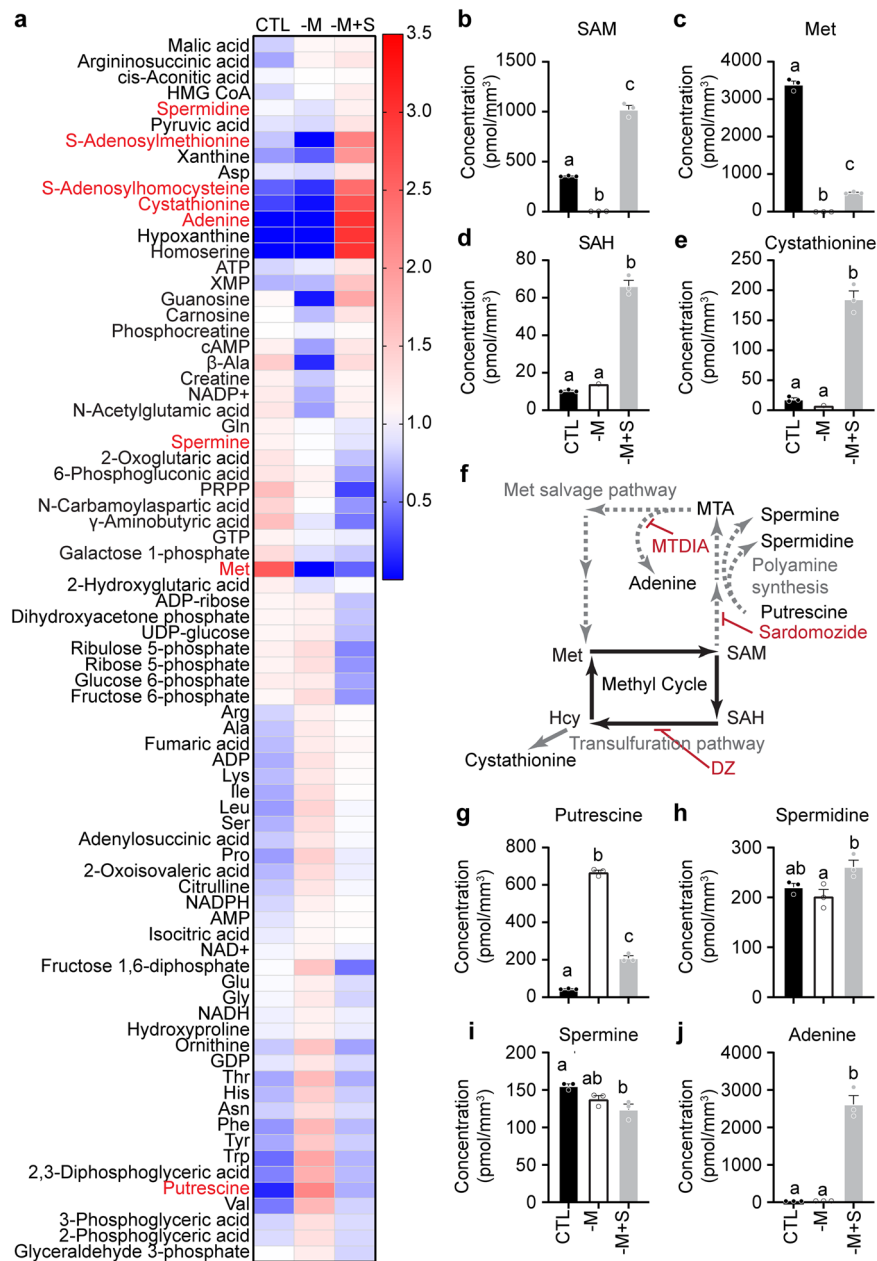 a
CTL -M -M+S
Malic acid
Argininosuccinic acid
cis-Aconitic acid
HMG CoA
Spermidine
Pyruvic acid
S-Adenosylmethionine
Xanthine
Asp
S-Adenosylhomocysteine
Cystathionine
Adenine
Hypoxanthine
Homoserine
ATP
XMP
Guanosine
Carnosine
Phosphocreatine
cAMP
β-Ala
Creatine
NADP+
N-Acetylglutamic acid
Gln
Spermine
2-Oxoglutaric acid
6-Phosphogluconic acid
PRPP
N-Carbamoylaspartic acid
γ-Aminobutyric acid
GTP
Galactose 1-phosphate
Met
2-Hydroxyglutaric acid
ADP-ribose
Dihydroxyacetone phosphate
UDP-glucose
Ribulose 5-phosphate
Ribose 5-phosphate
Glucose 6-phosphate
Fructose 6-phosphate
Arg
Ala
Fumaric acid
ADP
Lys
Ile
Leu
Ser
Adenylosuccinic acid
Pro
2-Oxoisovaleric acid
Citrulline
NADPH
AMP
Isocitric acid
NAD+
Fructose 1,6-diphosphate
Glu
Gly
NADH
Hydroxyproline
Ornithine
GDP
Thr
His
Asn
Phe
Tyr
Trp
2,3-Diphosphoglyceric acid
Putrescine
Val
3-Phosphoglyceric acid
2-Phosphoglyceric acid
Glyceraldehyde 3-phosphate
3.5
3.0
2.5
2.0
1.5
1.0
0.5
b
SAM
Concentration
(pmol/mm³)
1500
1000
500
0
a
b
c
c
Met
Concentration
(pmol/mm³)
4000
3000
2000
1000
0
a
b
c
d
SAH
Concentration
(pmol/mm³)
80
60
40
20
0
a
a
b
CTL
-M
-M+S
e
Cystathionine
Concentration
(pmol/mm³)
250
200
150
100
50
0
a
a
b
CTL
-M
-M+S
f
Met salvage pathway
MTA
Spermine
MTDIA
Spermidine
Adenine
Polyamine
synthesis
Putrescine
Sardomozide
Met
SAM
Methyl Cycle
Hcy
SAH
Transulfuration pathway
Cystathionine
DZ
g
Putrescine
Concentration
(pmol/mm³)
800
600
400
200
0
a
b
c
h
Spermidine
Concentration
(pmol/mm³)
300
200
100
0
ab
a
b
i
Spermine
Concentration
(pmol/mm³)
200
150
100
50
0
a
ab
b
CTL
-M
-M+S
j
Adenine
Concentration
(pmol/mm³)
4000
3000
2000
1000
0
a
a
b
CTL
-M
-M+S